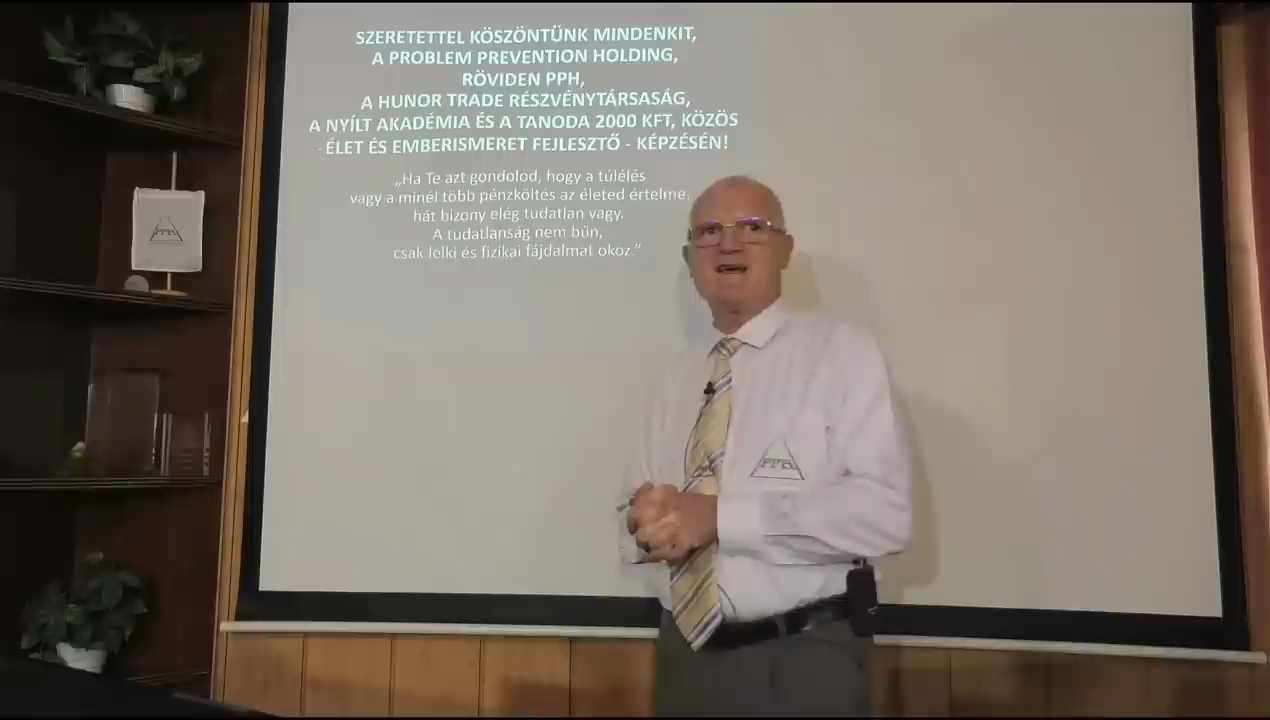 SZERETETTEL KÖSZÖNTÜNK MINDENKIT,
A PROBLEM PREVENTION HOLDING,
RÖVIDEN PPH,
A HUNOR TRADE RÉSZVÉNYTÁRSASÁG,
A NYÍLT AKADÉMIA ÉS A TANODA 2000 KFT, KÖZÖS
- ÉLET ÉS EMBERISMERET FEJLESZTŐ - KÉPZÉSÉN!
„Ha Te azt gondolod, hogy a túlélés
vagy a minél több pénzköltés az életed értelme,
hát bizony elég tudatlan vagy.
A tudatlanság nem bűn,
csak lelki és fizikai fájdalmat okoz.”
PPH
PPH